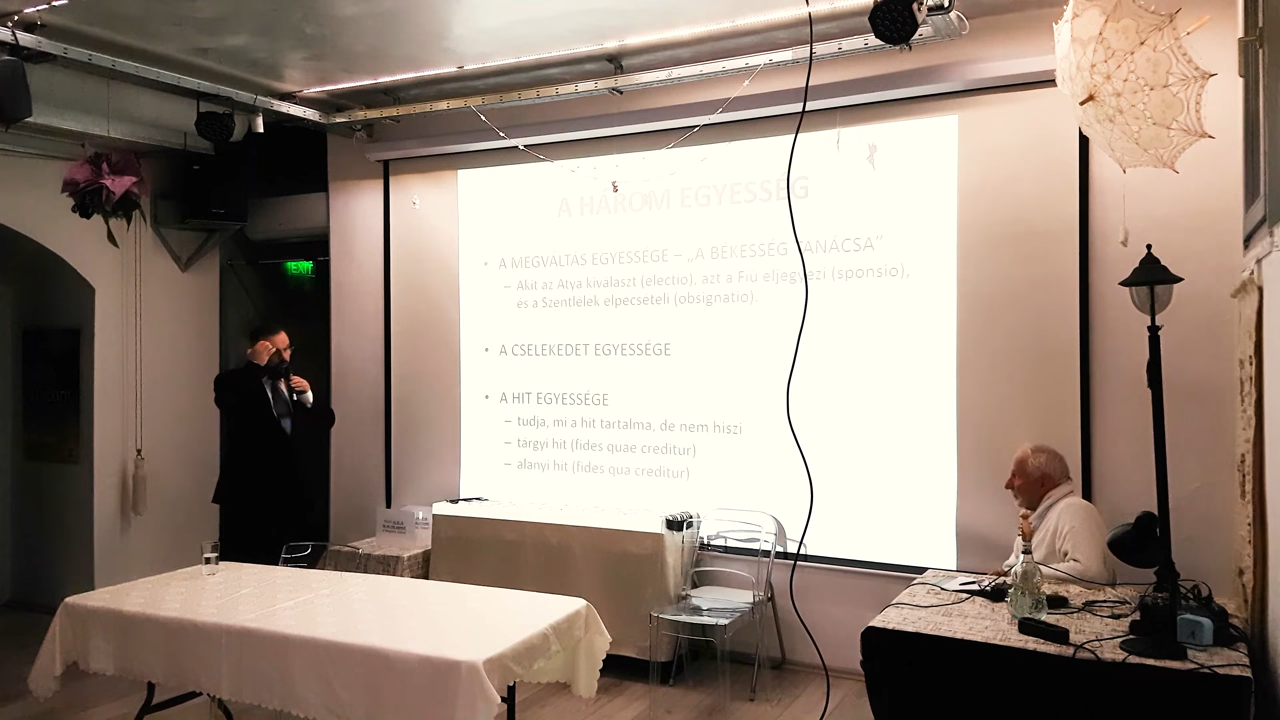 EXIT
A HÁROM EGYESSÉG
• A MEGVÁLTÁS EGYESSÉGE – „A BÉKESSÉG TANÁCSA”
– Akit az Atya kiválaszt (electio), azt a Fiú eljegyezi (sponsio),
és a Szentlélek elpecsételi (obsignatio).
• A CSELEKEDET EGYESSÉGE
• A HIT EGYESSÉGE
– tudja, mi a hit tartalma, de nem hiszi
– tárgyi hit (fides quae creditur)
– alanyi hit (fides qua creditur)